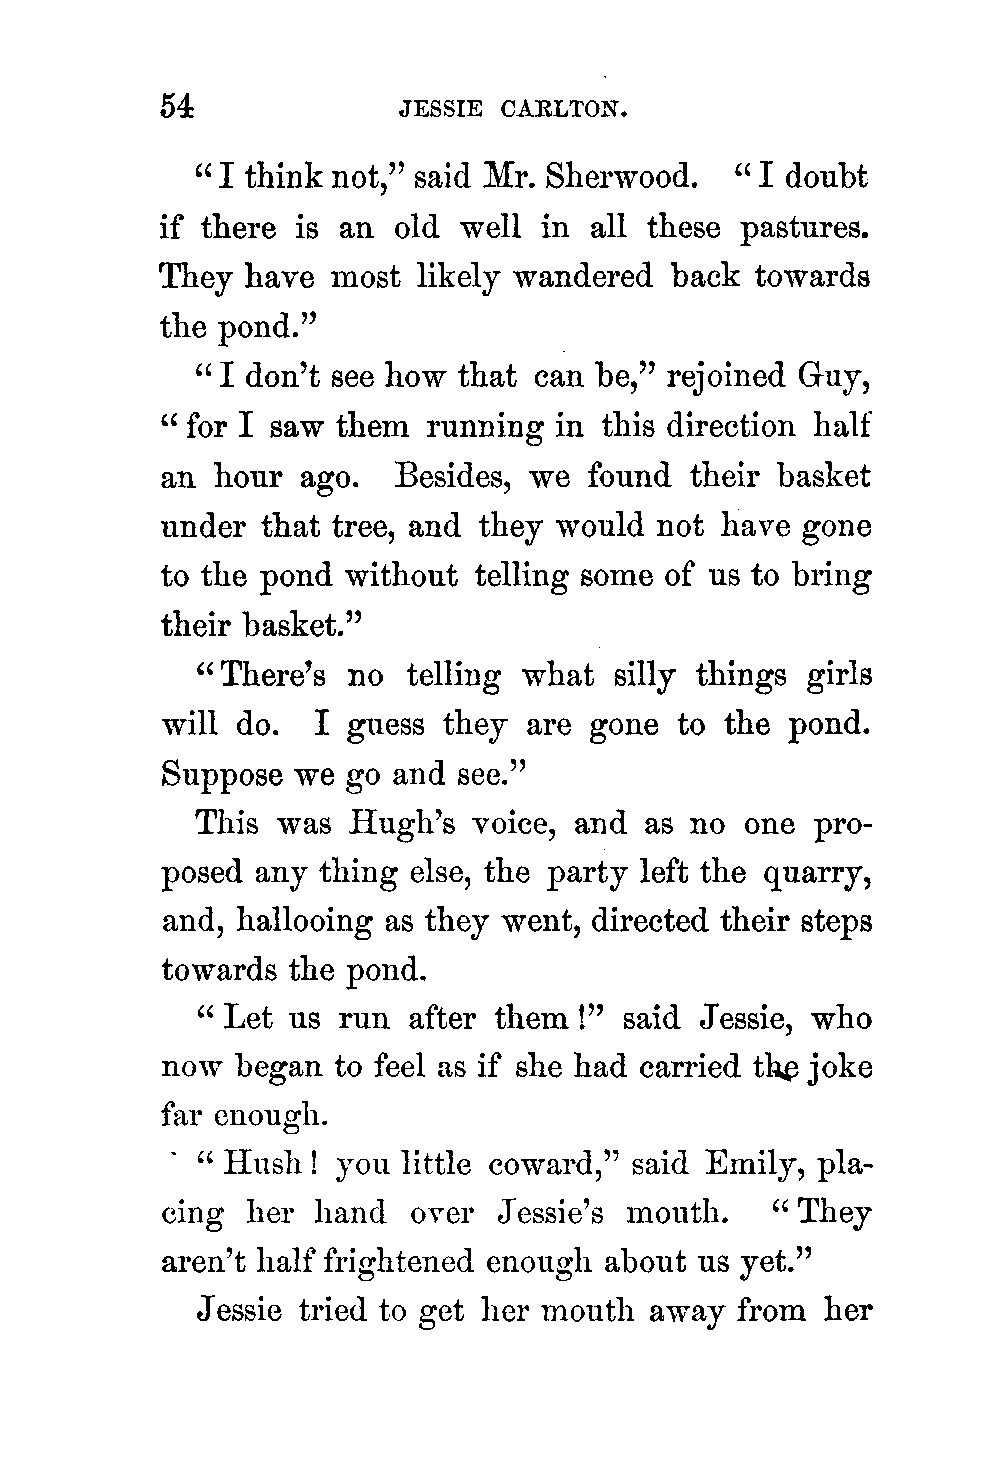 54 JESSIE CARLTON.
“I think not,” said Mr. Sherwood. “I doubt
if there is an old well in all these pastures.
They have most likely wandered back towards
the pond.”
“I don’t see how that can be,” rejoined Guy,
“for I saw them running in this direction half
an hour ago. Besides, we found their basket
under that tree, and they would not have gone
to the pond without telling some of us to bring
their basket.”
“There’s no telling what silly things girls
will do. I guess they are gone to the pond.
Suppose we go and see.”
This was Hugh’s voice, and as no one pro-
posed any thing else, the party left the quarry,
and, hallooing as they went, directed their steps
towards the pond.
“Let us run after them!” said Jessie, who
now began to feel as if she had carried the joke
far enough.
“Hush! you little coward,” said Emily, pla-
cing her hand over Jessie’s mouth. “They
aren’t half frightened enough about us yet.”
Jessie tried to get her mouth away from her